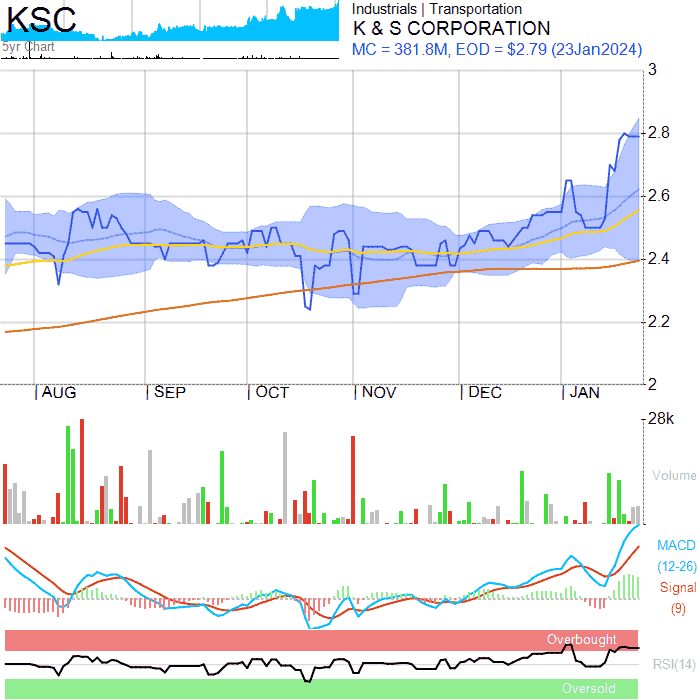 KSC
5yr Chart
Industrials | Transportation
K & S CORPORATION
MC = 381.8M, EOD = $2.79 (23Jan2024)
3
2.8
2.6
2.4
2.2
2
AUG SEP OCT NOV DEC JAN
28k
Volume
MACD
(12-26)
Signal
(9)
Overbought
RSI(14)
Oversold